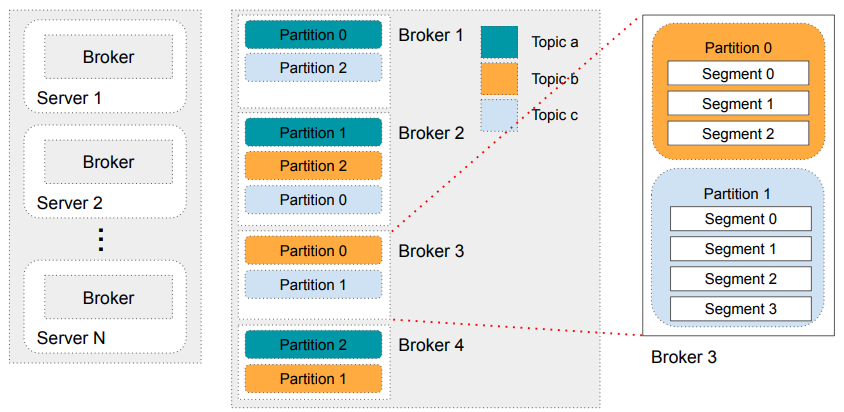 Broker
Server 1
Broker
Server 2
Broker
Server N
Partition 0
Partition 2
Broker 1
Partition 1
Partition 2
Partition 0
Broker 2
Partition 0
Partition 1
Broker 3
Partition 2
Partition 1
Broker 4
Topic a
Topic b
Topic c
Partition 0
Segment 0
Segment 1
Segment 2
Partition 1
Segment 0
Segment 1
Segment 2
Segment 3
Broker 3